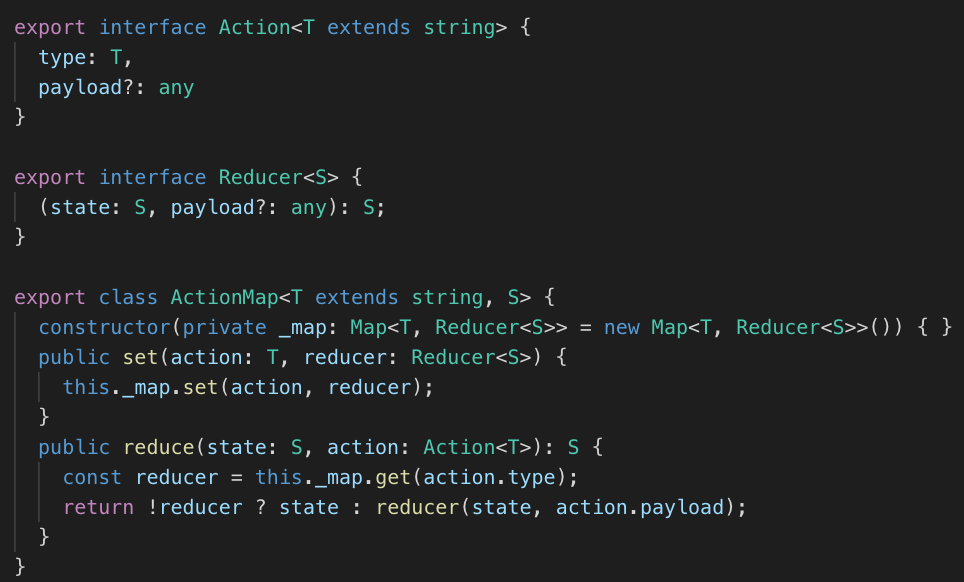 export interface Action<T extends string> {
  type: T,
  payload?: any
}

export interface Reducer<S> {
  (state: S, payload?: any): S;
}

export class ActionMap<T extends string, S> {
  constructor(private _map: Map<T, Reducer<S>> = new Map<T, Reducer<S>>()) { }
  public set(action: T, reducer: Reducer<S>) {
    this._map.set(action, reducer);
  }
  public reduce(state: S, action: Action<T>): S {
    const reducer = this._map.get(action.type);
    return !reducer ? state : reducer(state, action.payload);
  }
}